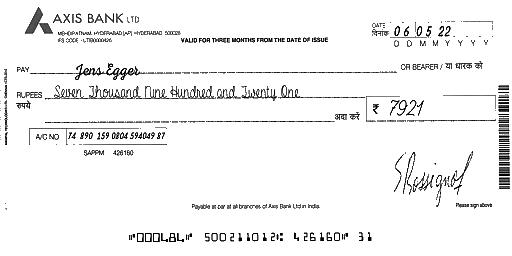 AXIS BANK LTD
MEHDIPATNAM, HYDERABAD [AP] HYDERABAD 500028
IFS CODE - UTIB0000426
VALID FOR THREE MONTHS FROM THE DATE OF ISSUE
DATE दिनांक 06 05 22
D D M M Y Y Y Y
PAY Jens Egger OR BEARER / या धारक को
RUPEES रुपये Seven Thousand Nine Hundred and Twenty One
अदा करें ₹ 7921
A/C NO 74 890 159 0804 594049 87
SAPPM 426160
S Rossignol
Payable at par at all branches of Axis Bank Ltd in India. Please sign above
⑈000484⑈ 500211012⑆ 426160⑈ 31